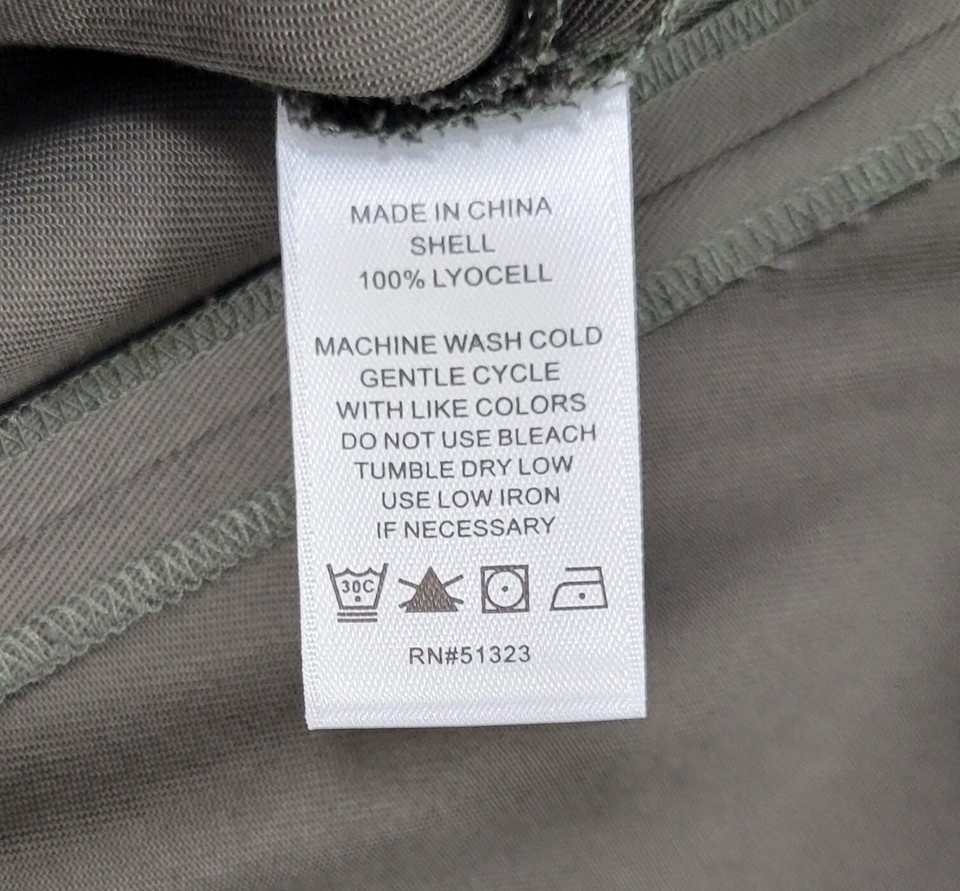 MADE IN CHINA
SHELL
100% LYOCELL
MACHINE WASH COLD
GENTLE CYCLE
WITH LIKE COLORS
DO NOT USE BLEACH
TUMBLE DRY LOW
USE LOW IRON
IF NECESSARY
30C
RN#51323